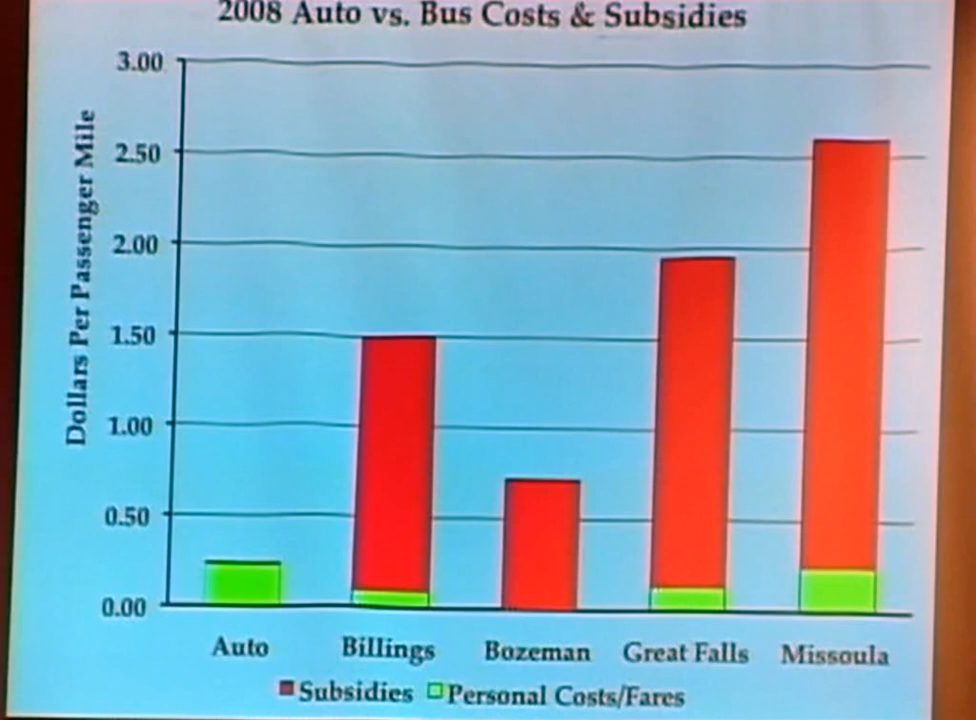 2008 Auto vs. Bus Costs & Subsidies
3.00
2.50
2.00
1.50
1.00
0.50
0.00
Dollars Per Passenger Mile
Auto Billings Bozeman Great Falls Missoula
Subsidies Personal Costs/Fares